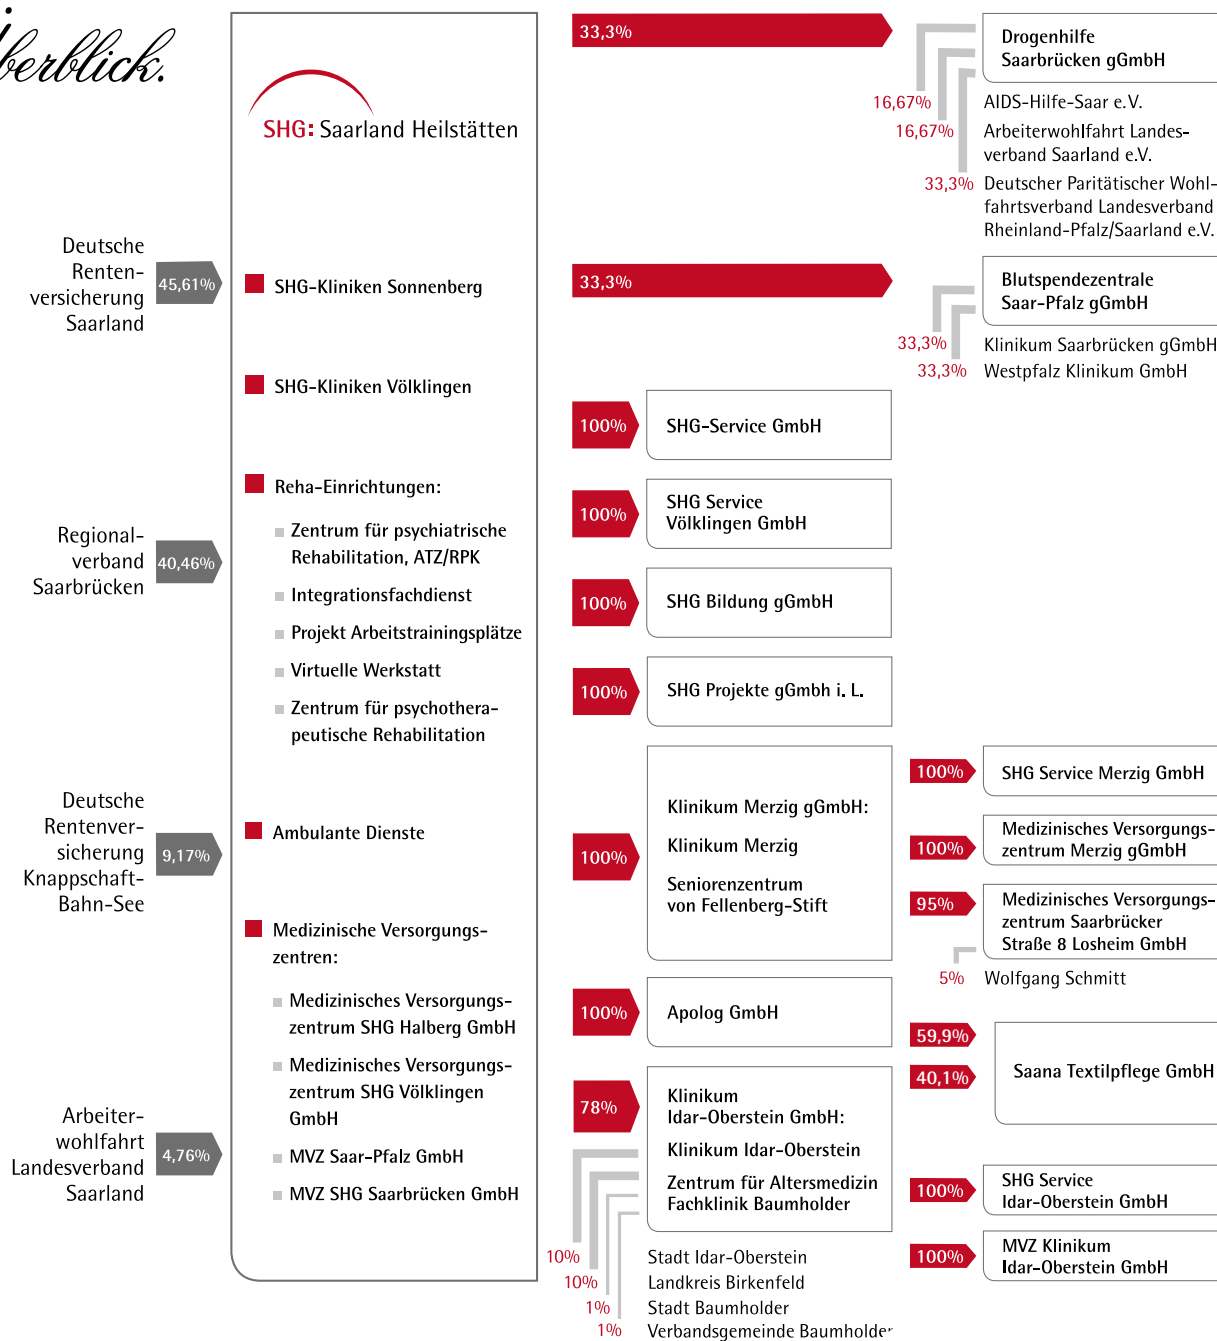 Überblick.
SHG: Saarland Heilstätten
Deutsche
Renten-
versicherung
Saarland
45,61%
Regional-
verband
Saarbrücken
40,46%
Deutsche
Rentenver-
sicherung
Knappschaft-
Bahn-See
9,17%
Arbeiter-
wohlfahrt
Landesverband
Saarland
4,76%
SHG-Kliniken Sonnenberg
SHG-Kliniken Völklingen
Reha-Einrichtungen:
Zentrum für psychiatrische
Rehabilitation, ATZ/RPK
Integrationsfachdienst
Projekt Arbeitstrainingsplätze
Virtuelle Werkstatt
Zentrum für psychothera-
peutische Rehabilitation
Ambulante Dienste
Medizinische Versorgungs-
zentren:
Medizinisches Versorgungs-
zentrum SHG Halberg GmbH
Medizinisches Versorgungs-
zentrum SHG Völklingen
GmbH
MVZ Saar-Pfalz GmbH
MVZ SHG Saarbrücken GmbH
33,3%
Drogenhilfe
Saarbrücken gGmbH
16,67% AIDS-Hilfe-Saar e.V.
16,67% Arbeiterwohlfahrt Landes-
verband Saarland e.V.
33,3% Deutscher Paritätischer Wohl-
fahrtsverband Landesverband
Rheinland-Pfalz/Saarland e.V.
33,3%
Blutspendezentrale
Saar-Pfalz gGmbH
33,3% Klinikum Saarbrücken gGmbH
33,3% Westpfalz Klinikum GmbH
100% SHG-Service GmbH
100%
SHG Service
Völklingen GmbH
100% SHG Bildung gGmbH
100% SHG Projekte gGmbh i. L.
100%
Klinikum Merzig gGmbH:
Klinikum Merzig
Seniorenzentrum
von Fellenberg-Stift
100% SHG Service Merzig GmbH
100%
Medizinisches Versorgungs-
zentrum Merzig gGmbH
95%
Medizinisches Versorgungs-
zentrum Saarbrücker
Straße 8 Losheim GmbH
5% Wolfgang Schmitt
100% Apolog GmbH
59,9%
40,1%
Saana Textilpflege GmbH
78%
Klinikum
Idar-Oberstein GmbH:
Klinikum Idar-Oberstein
Zentrum für Altersmedizin
Fachklinik Baumholder
100%
SHG Service
Idar-Oberstein GmbH
100%
MVZ Klinikum
Idar-Oberstein GmbH
10% Stadt Idar-Oberstein
10% Landkreis Birkenfeld
1% Stadt Baumholder
1% Verbandsgemeinde Baumholder